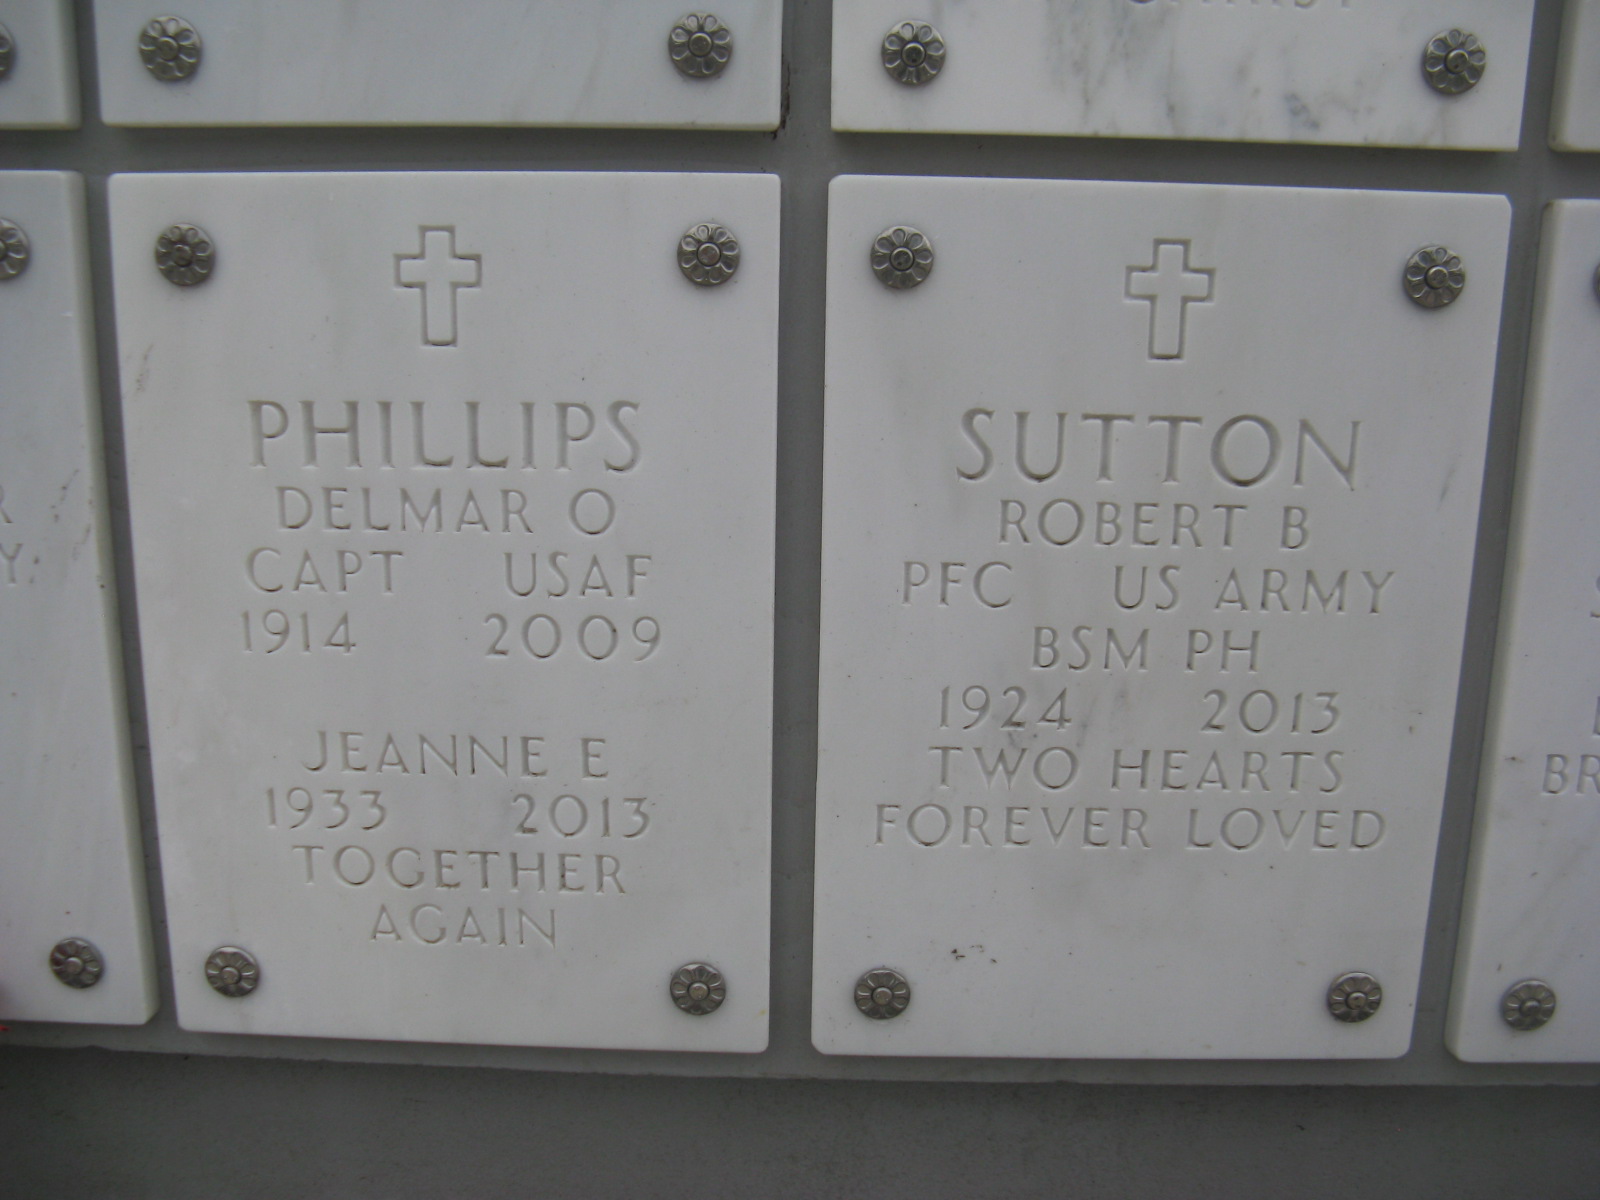 PHILLIPS
DELMAR O
CAPT USAF
1914 2009
JEANNE E
1933 2013
TOGETHER
AGAIN
SUTTON
ROBERT B
PFC US ARMY
BSM PH
1924 2013
TWO HEARTS
FOREVER LOVED